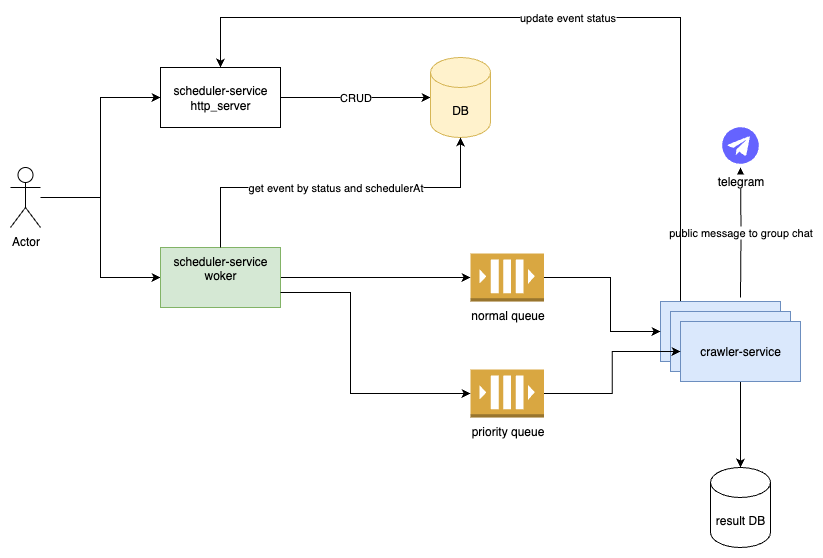 update event status
scheduler-service
http_server
CRUD
DB
telegram
get event by status and schedulerAt
Actor
public message to group chat
scheduler-service
woker
normal queue
crawler-service
priority queue
result DB